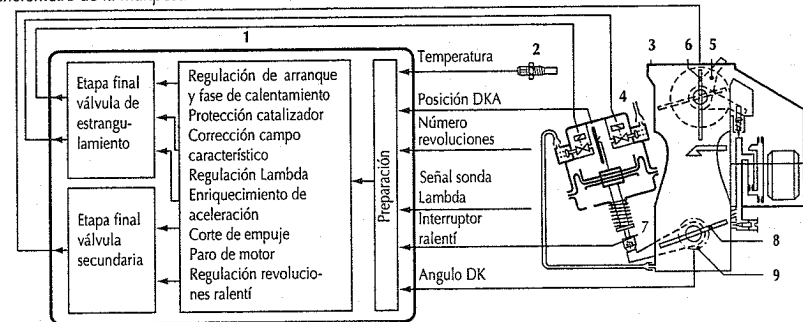 1
2
3
6
5
4
7
8
9
Etapa final
válvula de
estrangu-
lamiento
Etapa final
válvula
secundaria
Regulación de arranque
y fase de calentamiento
Protección catalizador
Corrección campo
característico
Regulación Lambda
Enriquecimiento de
aceleración
Corte de empuje
Paro de motor
Regulación revolucio-
nes ralentí
Preparación
Temperatura
Posición DKA
Número
revoluciones
Señal sonda
Lambda
Interruptor
ralentí
Angulo DK